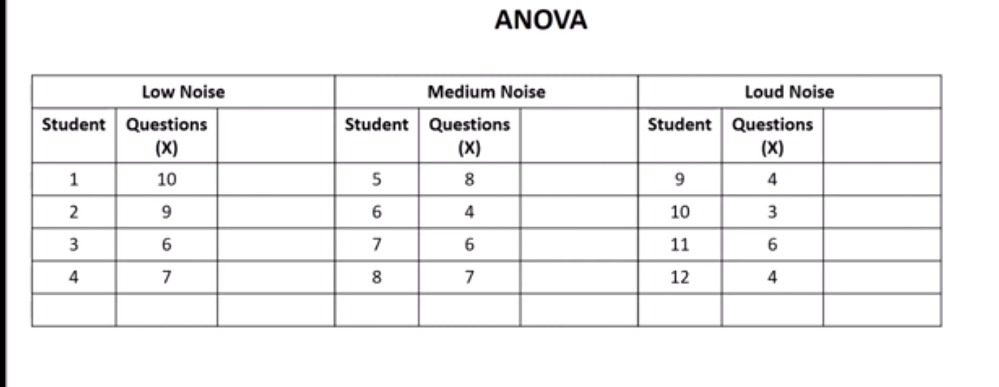 ANOVA
Low Noise Medium Noise Loud Noise
Student Questions (X) Student Questions (X) Student Questions (X)
1 10 5 8 9 4
2 9 6 4 10 3
3 6 7 6 11 6
4 7 8 7 12 4